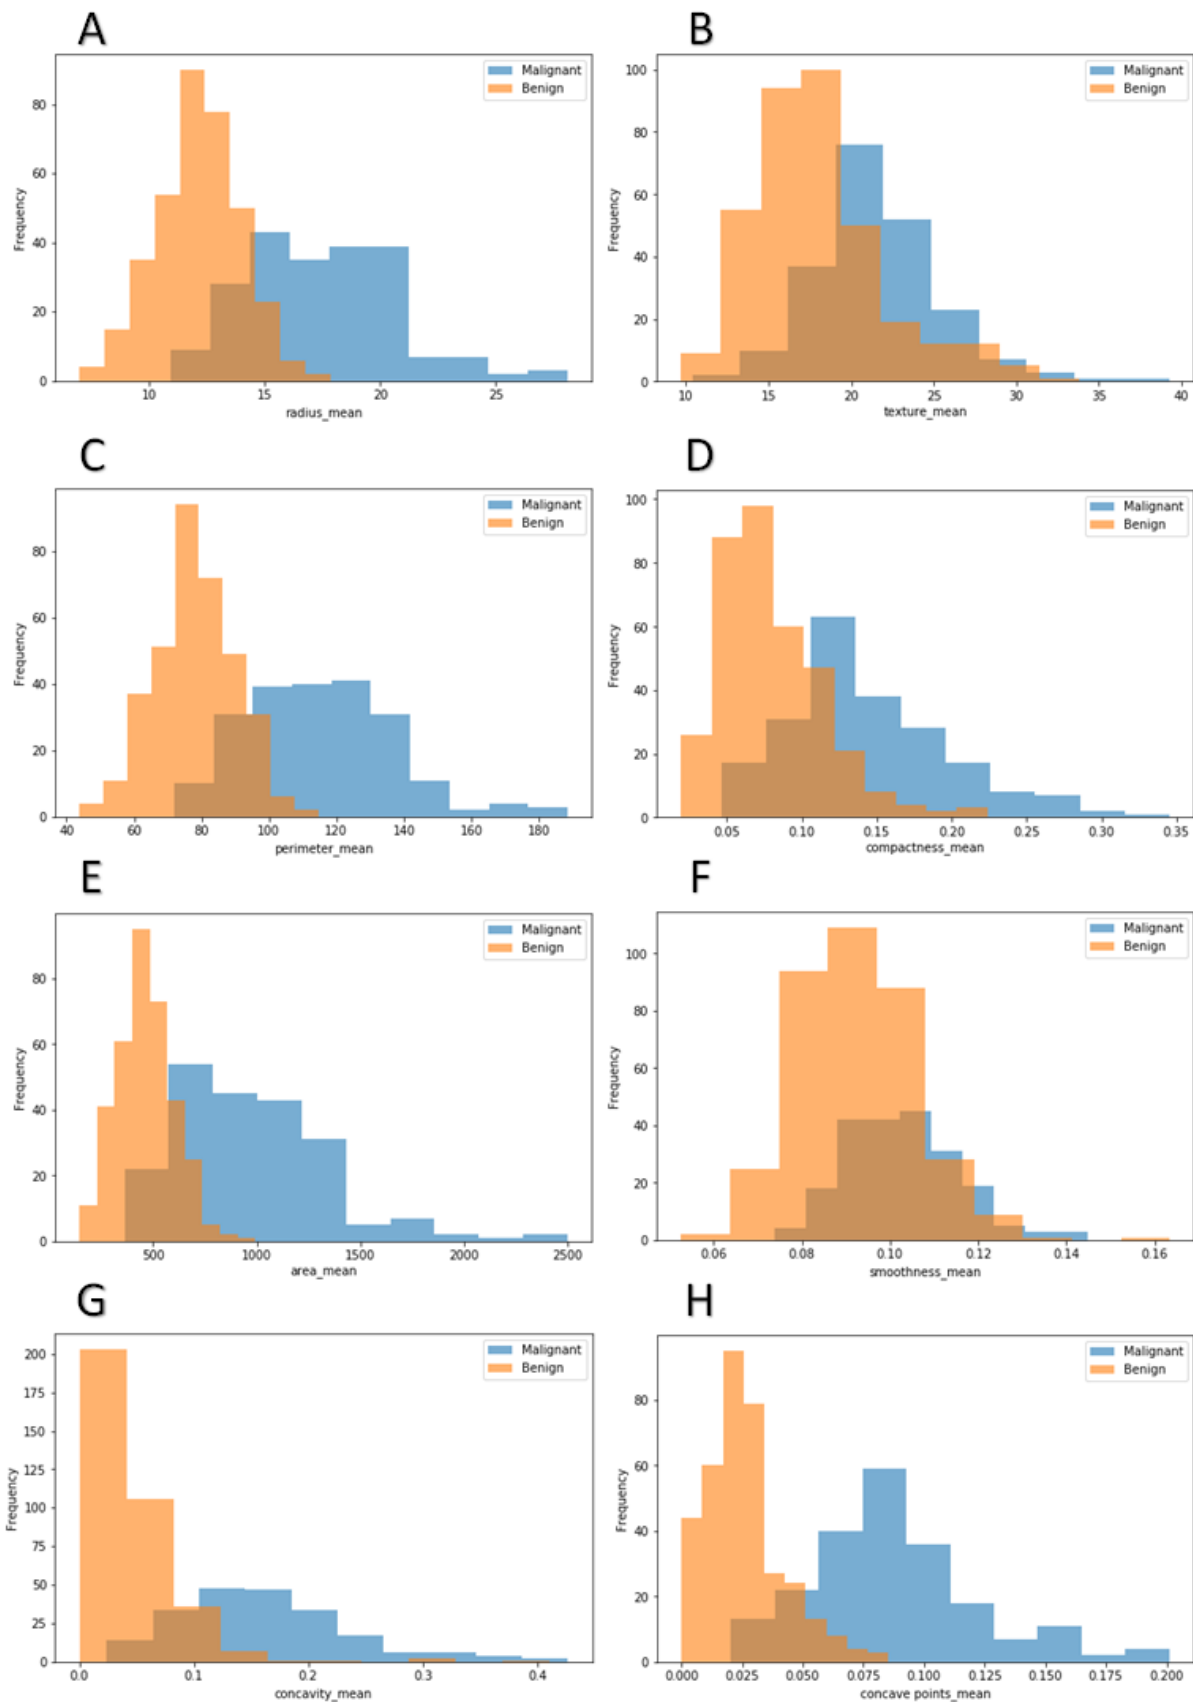 A
Malignant
Benign
80
60
40
20
0
Frequency
10 15 20 25
radius_mean
B
Malignant
Benign
100
80
60
40
20
0
Frequency
10 15 20 25 30 35 40
texture_mean
C
Malignant
Benign
80
60
40
20
0
Frequency
40 60 80 100 120 140 160 180
perimeter_mean
D
Malignant
Benign
100
80
60
40
20
0
Frequency
0.05 0.10 0.15 0.20 0.25 0.30 0.35
compactness_mean
E
Malignant
Benign
80
60
40
20
0
Frequency
500 1000 1500 2000 2500
area_mean
F
Malignant
Benign
100
80
60
40
20
0
Frequency
0.06 0.08 0.10 0.12 0.14 0.16
smoothness_mean
G
Malignant
Benign
200
175
150
125
100
75
50
25
0
Frequency
0.0 0.1 0.2 0.3 0.4
concavity_mean
H
Malignant
Benign
80
60
40
20
0
Frequency
0.000 0.025 0.050 0.075 0.100 0.125 0.150 0.175 0.200
concave points_mean